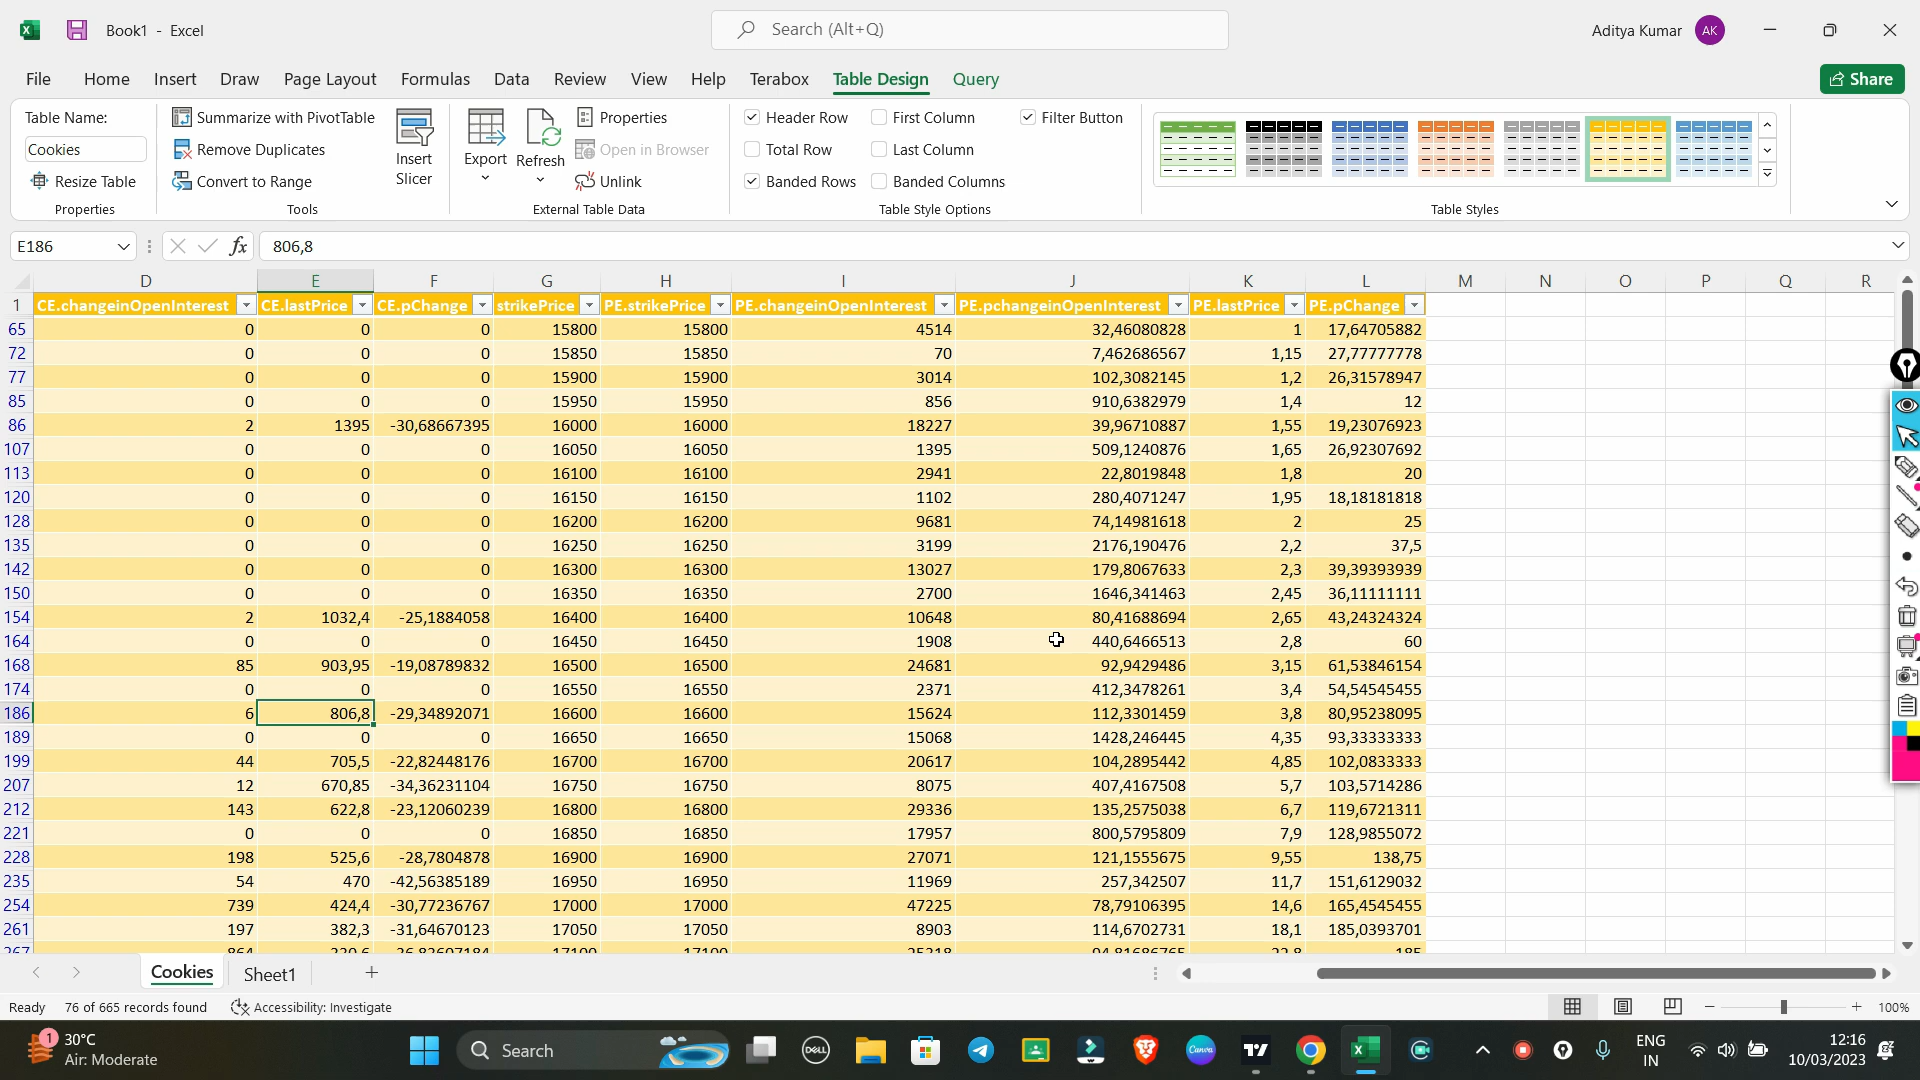 Book1 - Excel
Search (Alt+Q)
Aditya Kumar AK
File Home Insert Draw Page Layout Formulas Data Review View Help Terabox Table Design Query
Share
Table Name:
Cookies
Resize Table
Properties
Summarize with PivotTable
Remove Duplicates
Convert to Range
Tools
Insert
Slicer
Export
Refresh
Properties
Open in Browser
Unlink
External Table Data
Header Row First Column Filter Button
Total Row Last Column
Banded Rows Banded Columns
Table Style Options
Table Styles
E186 fx 806,8
D E F G H I J K L M N O P Q R
1 CE.changeinOpenInterest CE.lastPrice CE.pChange strikePrice PE.strikePrice PE.changeinOpenInterest PE.pchangeinOpenInterest PE.lastPrice PE.pChange
65 0 0 0 15800 15800 4514 32,46080828 1 17,64705882
72 0 0 0 15850 15850 70 7,462686567 1,15 27,77777778
77 0 0 0 15900 15900 3014 102,3082145 1,2 26,31578947
85 0 0 0 15950 15950 856 910,6382979 1,4 12
86 2 1395 -30,68667395 16000 16000 18227 39,96710887 1,55 19,23076923
107 0 0 0 16050 16050 1395 509,1240876 1,65 26,92307692
113 0 0 0 16100 16100 2941 22,8019848 1,8 20
120 0 0 0 16150 16150 1102 280,4071247 1,95 18,18181818
128 0 0 0 16200 16200 9681 74,14981618 2 25
135 0 0 0 16250 16250 3199 2176,190476 2,2 37,5
142 0 0 0 16300 16300 13027 179,8067633 2,3 39,39393939
150 0 0 0 16350 16350 2700 1646,341463 2,45 36,11111111
154 2 1032,4 -25,1884058 16400 16400 10648 80,41688694 2,65 43,24324324
164 0 0 0 16450 16450 1908 440,6466513 2,8 60
168 85 903,95 -19,08789832 16500 16500 24681 92,9429486 3,15 61,53846154
174 0 0 0 16550 16550 2371 412,3478261 3,4 54,54545455
186 6 806,8 -29,34892071 16600 16600 15624 112,3301459 3,8 80,95238095
189 0 0 0 16650 16650 15068 1428,246445 4,35 93,33333333
199 44 705,5 -22,82448176 16700 16700 20617 104,2895442 4,85 102,0833333
207 12 670,85 -34,36231104 16750 16750 8075 407,4167508 5,7 103,5714286
212 143 622,8 -23,12060239 16800 16800 29336 135,2575038 6,7 119,6721311
221 0 0 0 16850 16850 17957 800,5795809 7,9 128,9855072
228 198 525,6 -28,7804878 16900 16900 27071 121,1555675 9,55 138,75
235 54 470 -42,56385189 16950 16950 11969 257,342507 11,7 151,6129032
254 739 424,4 -30,77236767 17000 17000 47225 78,79106395 14,6 165,4545455
261 197 382,3 -31,64670123 17050 17050 8903 114,6702731 18,1 185,0393701
Cookies Sheet1
Ready 76 of 665 records found Accessibility: Investigate 100%
1 30°C
Air: Moderate
Search
DELL
Canva
ENG
IN
12:16
10/03/2023